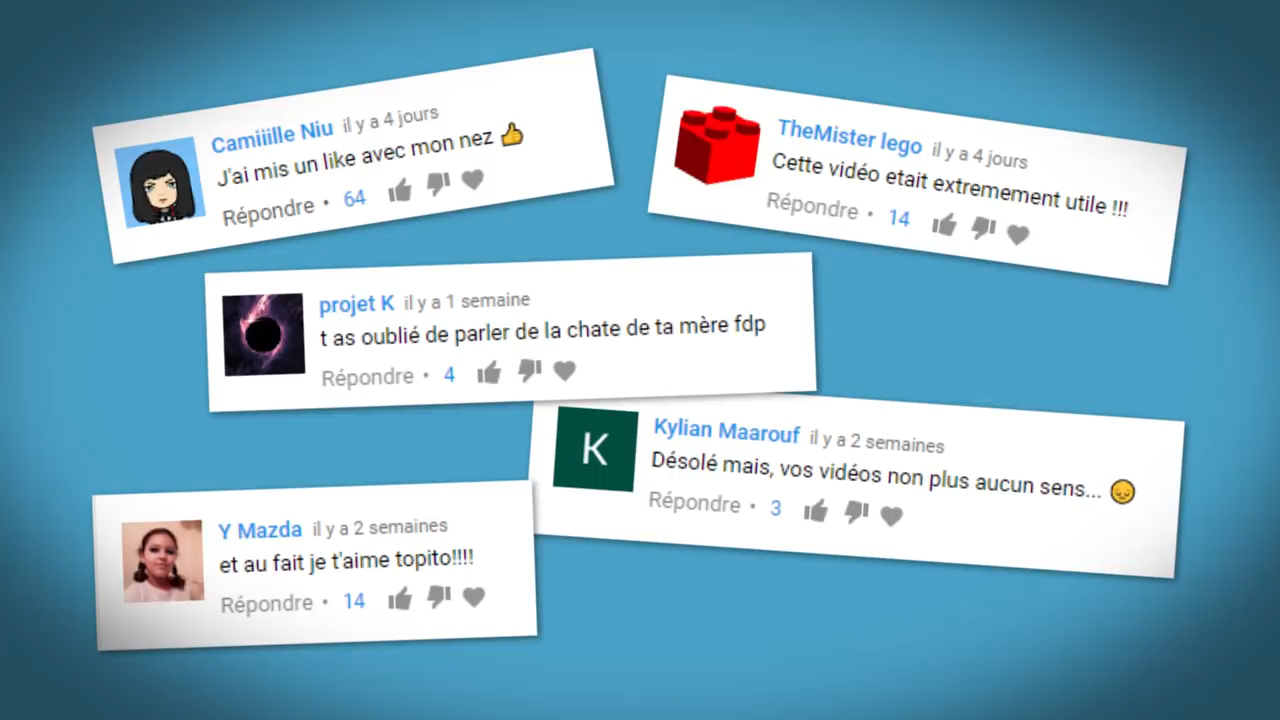 Camiiille Niu il y a 4 jours
J'ai mis un like avec mon nez 👍
Répondre • 64
TheMister lego il y a 4 jours
Cette vidéo etait extremement utile !!!
Répondre • 14
projet K il y a 1 semaine
t as oublié de parler de la chate de ta mère fdp
Répondre • 4
K
Kylian Maarouf il y a 2 semaines
Désolé mais, vos vidéos non plus aucun sens... 😞
Répondre • 3
Y Mazda il y a 2 semaines
et au fait je t'aime topito!!!!
Répondre • 14